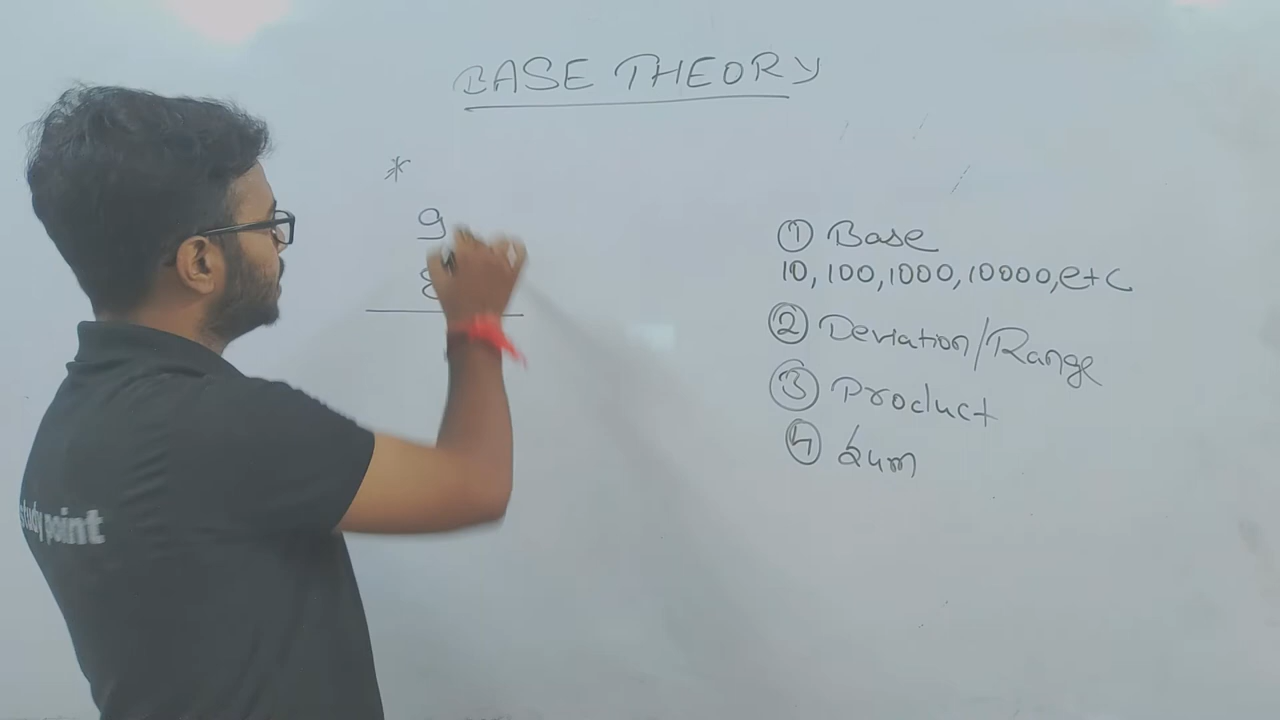 BASE THEORY
*
9
8
① Base
10, 100, 1000, 10000, etc
② Deviation/Range
③ Product
④ Sum
study point